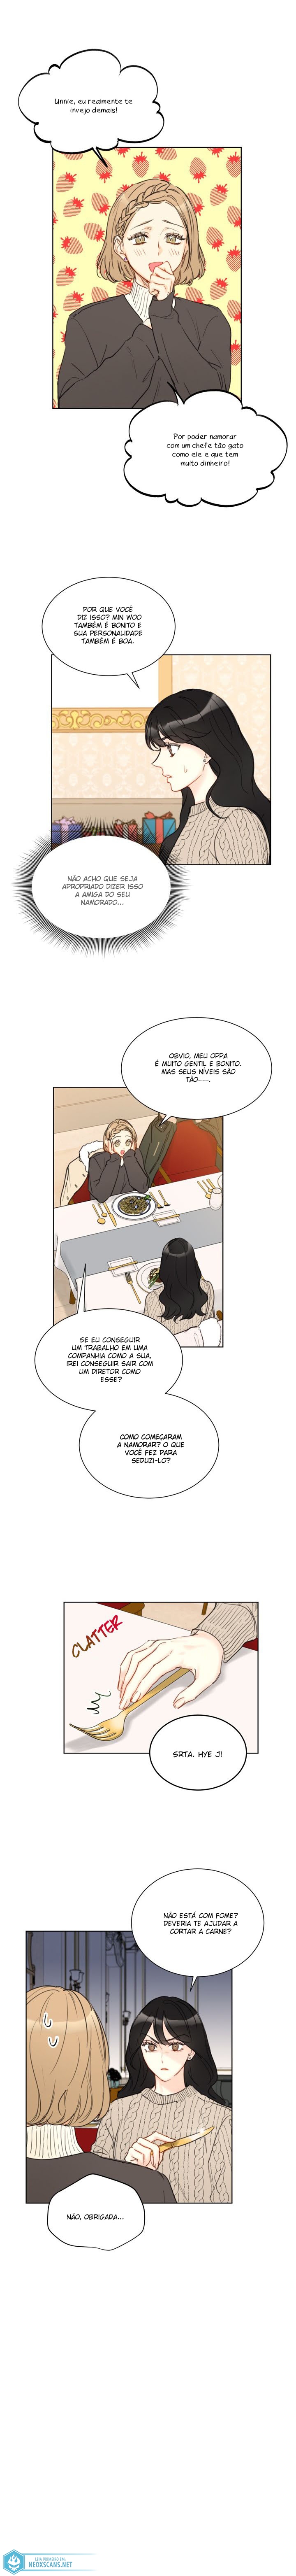 Unnie, eu realmente te
invejo demais!
Por poder namorar
com um chefe tão gato
como ele e que tem
muito dinheiro!
POR QUE VOCÊ
DIZ ISSO? MIN WOO
TAMBÉM É BONITO E
SUA PERSONALIDADE
TAMBÉM É BOA.
NÃO ACHO QUE SEJA
APROPRIADO DIZER ISSO
A AMIGA DO SEU
NAMORADO...
OBVIO, MEU OPPA
É MUITO GENTIL E BONITO.
MAS SEUS NÍVEIS SÃO
TÃO......
SE EU CONSEGUIR
UM TRABALHO EM UMA
COMPANHIA COMO A SUA,
IREI CONSEGUIR SAIR COM
UM DIRETOR COMO
ESSE?
COMO COMEÇARAM
A NAMORAR? O QUE
VOCÊ FEZ PARA
SEDUZI-LO?
CLATTER
SRTA. HYE JI
NÃO ESTÁ COM FOME?
DEVERIA TE AJUDAR A
CORTAR A CARNE?
NÃO, OBRIGADA...
LEIA PRIMEIRO EM
NEOXSCANS.NET